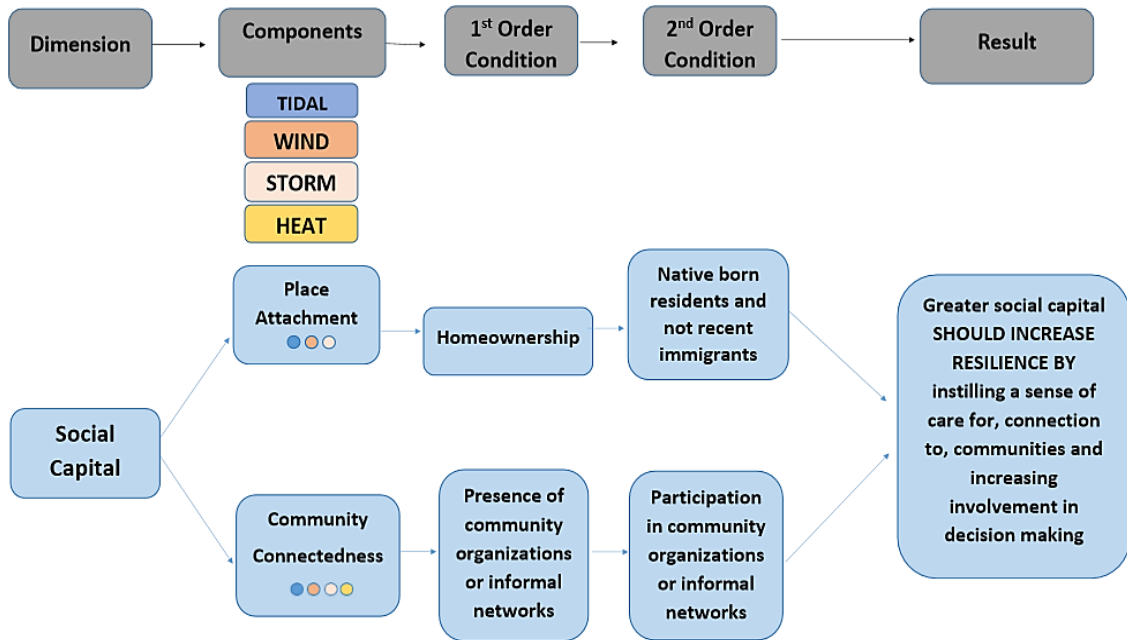 Dimension
Components
1st Order
Condition
2nd Order
Condition
Result
TIDAL
WIND
STORM
HEAT
Place
Attachment
Homeownership
Native born
residents and
not recent
immigrants
Social
Capital
Community
Connectedness
Presence of
community
organizations
or informal
networks
Participation
in community
organizations
or informal
networks
Greater social capital
SHOULD INCREASE
RESILIENCE BY
instilling a sense of
care for, connection
to, communities and
increasing
involvement in
decision making